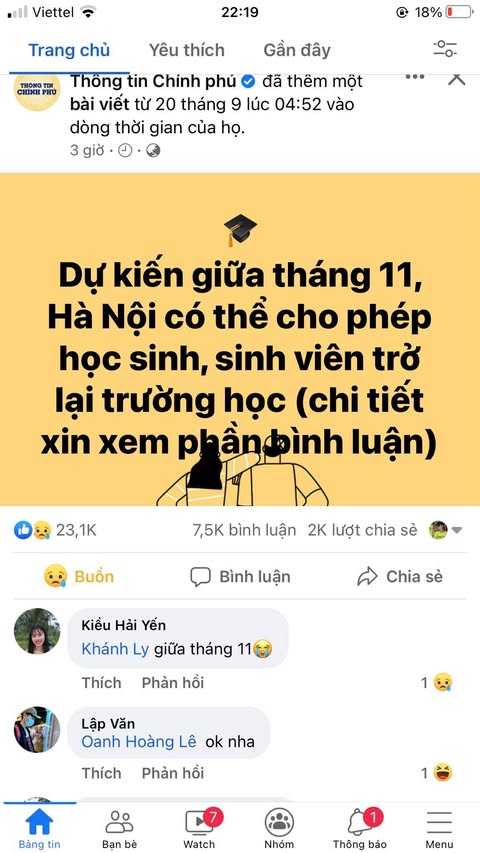 Viettel
22:19
18%
Trang chủ
Yêu thích
Gần đây
THÔNG TIN
CHÍNH PHỦ
Thông tin Chính phủ đã thêm một
bài viết từ 20 tháng 9 lúc 04:52 vào
dòng thời gian của họ.
3 giờ
Dự kiến giữa tháng 11,
Hà Nội có thể cho phép
học sinh, sinh viên trở
lại trường học (chi tiết
xin xem phần bình luận)
23,1K
7,5K bình luận 2K lượt chia sẻ
Buồn
Bình luận
Chia sẻ
Kiều Hải Yến
Khánh Ly giữa tháng 11😭
Thích Phản hồi
1
Lập Văn
Oanh Hoàng Lê ok nha
Thích Phản hồi
1
7
1
Bảng tin
Bạn bè
Watch
Nhóm
Thông báo
Menu